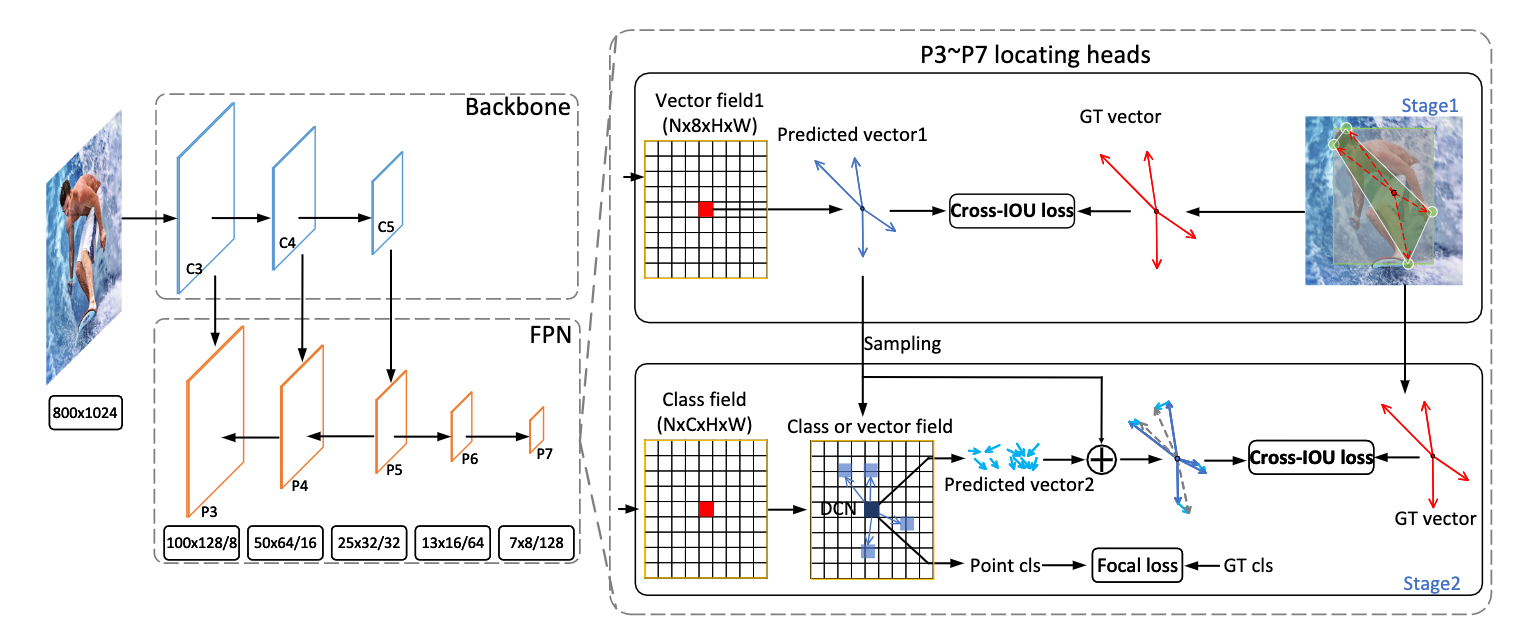 Backbone
C3
C4
C5
800x1024
FPN
P3
P4
P5
P6
P7
100x128/8
50x64/16
25x32/32
13x16/64
7x8/128
P3~P7 locating heads
Stage1
Vector field1
(Nx8xHxW)
Predicted vector1
GT vector
Cross-IOU loss
Sampling
Class field
(NxCxHxW)
Class or vector field
DCN
Predicted vector2
Cross-IOU loss
GT vector
Point cls
Focal loss
GT cls
Stage2